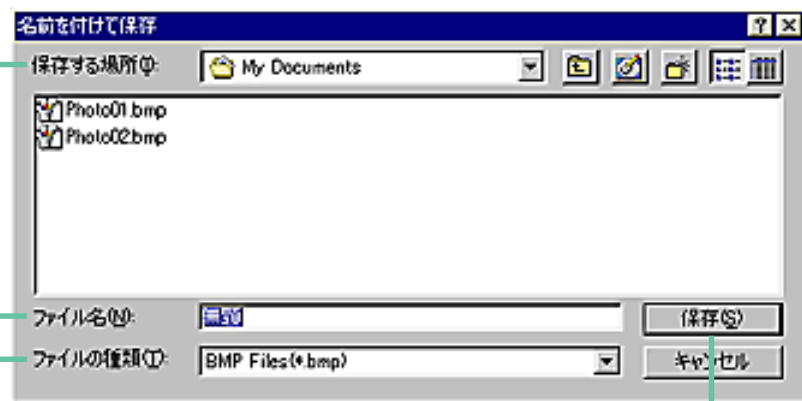 名前を付けて保存
保存する場所(I): My Documents
Photo01.bmp
Photo02.bmp
ファイル名(N): 無題 保存(S)
ファイルの種類(T): BMP Files(*.bmp) キャンセル